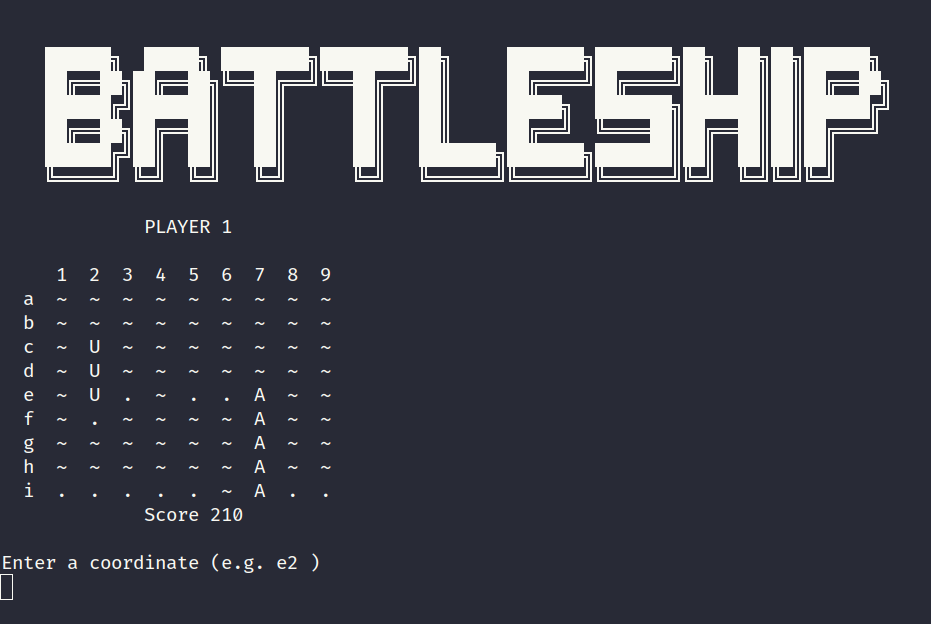 BATTLESHIP
PLAYER 1
1 2 3 4 5 6 7 8 9
a ~ ~ ~ ~ ~ ~ ~ ~ ~
b ~ ~ ~ ~ ~ ~ ~ ~ ~
c ~ U ~ ~ ~ ~ ~ ~ ~
d ~ U ~ ~ ~ ~ ~ ~ ~
e ~ U . ~ . . A ~ ~
f ~ . ~ ~ ~ ~ A ~ ~
g ~ ~ ~ ~ ~ ~ A ~ ~
h ~ ~ ~ ~ ~ ~ A ~ ~
i . . . . . ~ A . .
Score 210
Enter a coordinate (e.g. e2 )